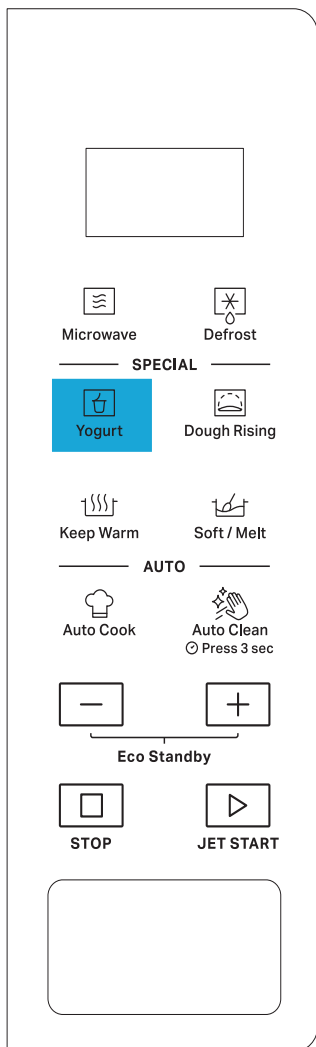 Microwave Defrost
SPECIAL
Yogurt Dough Rising
Keep Warm Soft / Melt
AUTO
Auto Cook Auto Clean
Press 3 sec
Eco Standby
STOP JET START